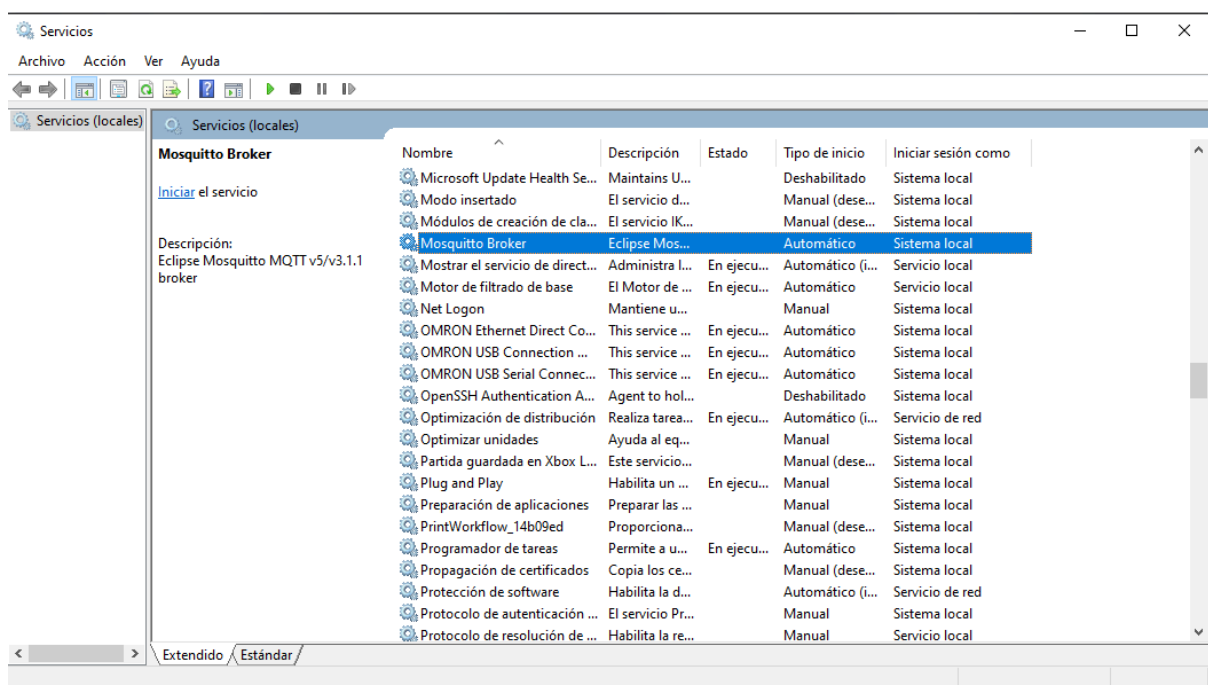 Servicios
Archivo Acción Ver Ayuda
Servicios (locales)
Servicios (locales)
Mosquitto Broker
Iniciar el servicio
Descripción:
Eclipse Mosquitto MQTT v5/v3.1.1
broker
Nombre Descripción Estado Tipo de inicio Iniciar sesión como
Microsoft Update Health Se... Maintains U... Deshabilitado Sistema local
Modo insertado El servicio d... Manual (dese... Sistema local
Módulos de creación de cla... El servicio IK... Manual (dese... Sistema local
Mosquitto Broker Eclipse Mos... Automático Sistema local
Mostrar el servicio de direct... Administra l... En ejecu... Automático (i... Servicio local
Motor de filtrado de base El Motor de ... En ejecu... Automático Servicio local
Net Logon Mantiene u... Manual Sistema local
OMRON Ethernet Direct Co... This service ... En ejecu... Automático Sistema local
OMRON USB Connection ... This service ... En ejecu... Automático Sistema local
OMRON USB Serial Connec... This service ... En ejecu... Automático Sistema local
OpenSSH Authentication A... Agent to hol... Deshabilitado Sistema local
Optimización de distribución Realiza tarea... En ejecu... Automático (i... Servicio de red
Optimizar unidades Ayuda al eq... Manual Sistema local
Partida guardada en Xbox L... Este servicio... Manual (dese... Sistema local
Plug and Play Habilita un ... En ejecu... Manual Sistema local
Preparación de aplicaciones Preparar las ... Manual Sistema local
PrintWorkflow_14b09ed Proporciona... Manual (dese... Sistema local
Programador de tareas Permite a u... En ejecu... Automático Sistema local
Propagación de certificados Copia los ce... Manual (dese... Sistema local
Protección de software Habilita la d... Automático (i... Servicio de red
Protocolo de autenticación ... El servicio Pr... Manual Sistema local
Protocolo de resolución de ... Habilita la re... Manual Servicio local
Extendido Estándar